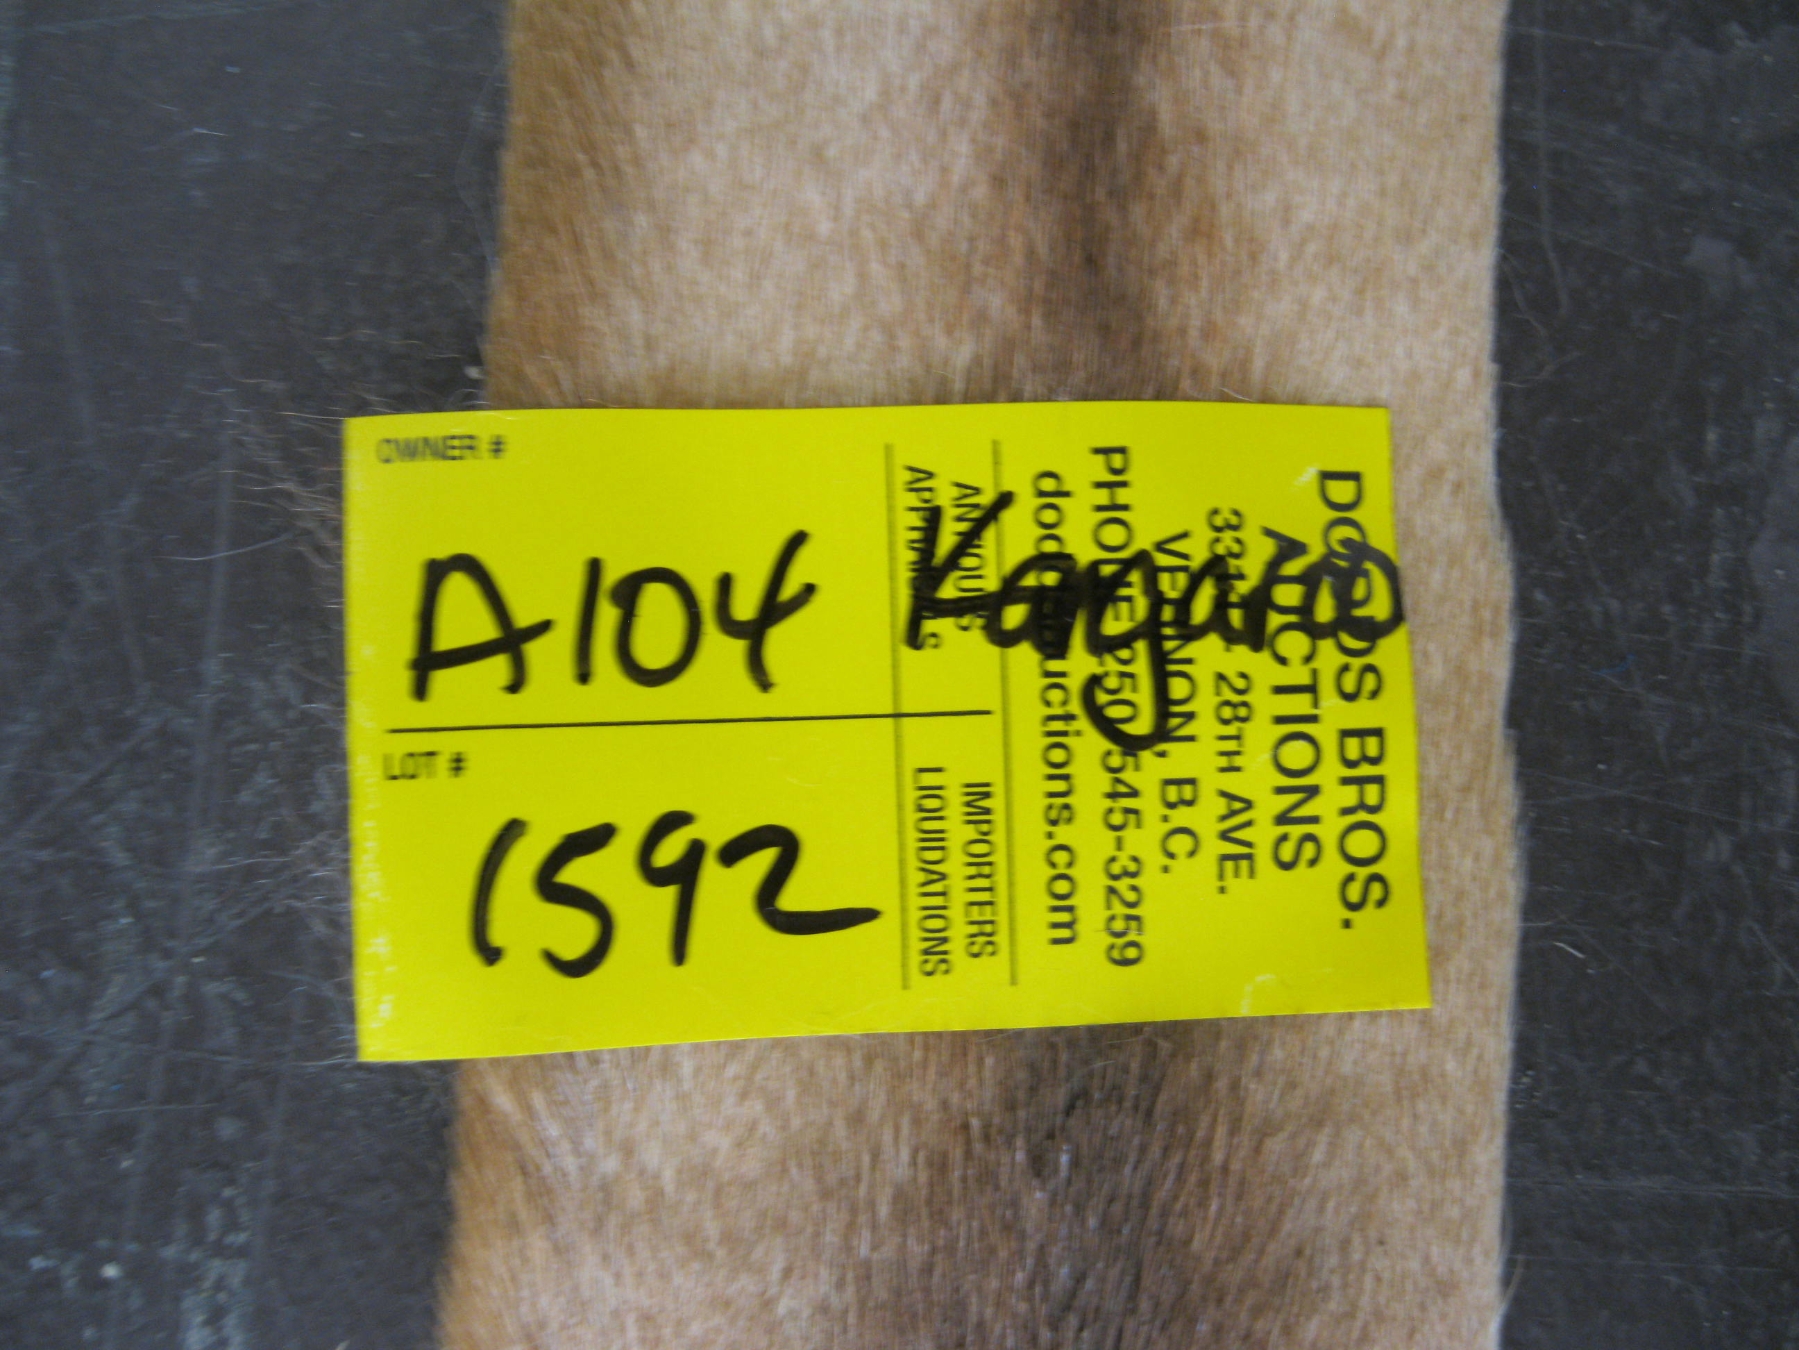 OWNER #
A104
LOT #
1592
Kangaroo
DODDS BROS.
AUCTIONS
28TH AVE.
VERNON, B.C.
PHONE 250 545-3259
doddsauctions.com
ANTIQUES
IMPORTERS
APPRAISALS
LIQUIDATIONS